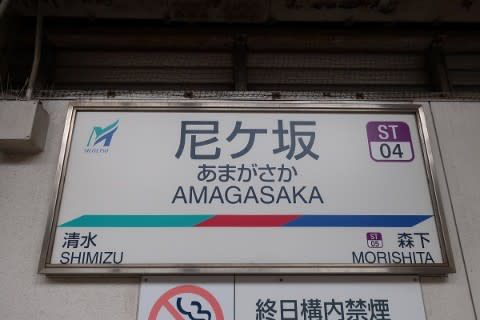 MEITETSU
尼ケ坂
ST
04
あまがさか
AMAGASAKA
清水
SHIMIZU
ST
05
森下
MORISHITA
終日構内禁煙